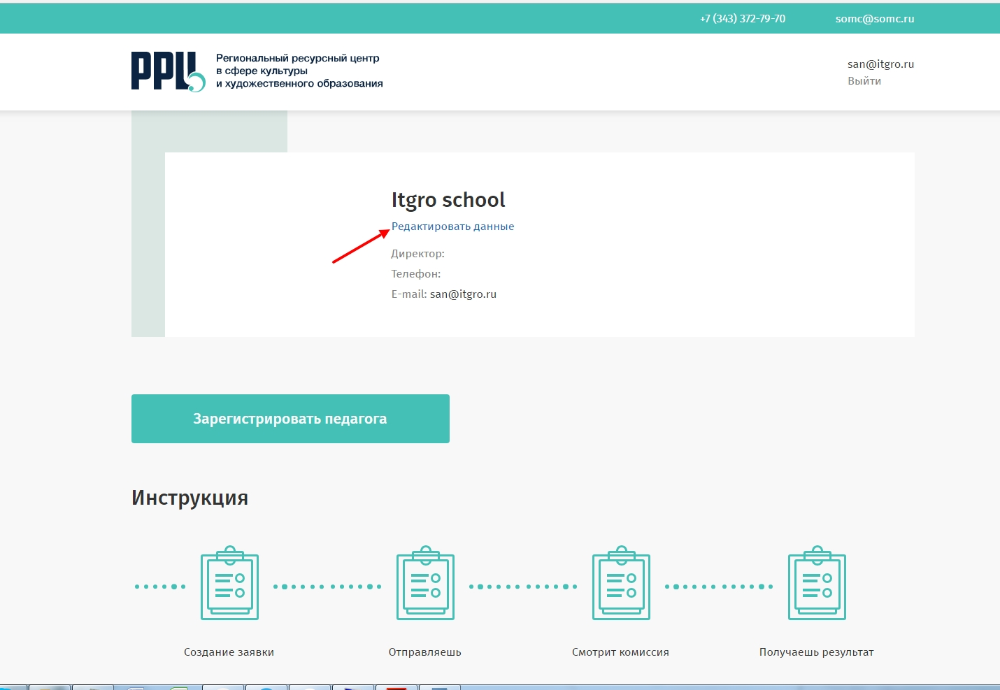 +7 (343) 372-79-70
somc@somc.ru
РРЦ
Региональный ресурсный центр
в сфере культуры
и художественного образования
san@itgro.ru
Выйти
Itgro school
Редактировать данные
Директор:
Телефон:
E-mail: san@itgro.ru
Зарегистрировать педагога
Инструкция
Создание заявки
Отправляешь
Смотрит комиссия
Получаешь результат